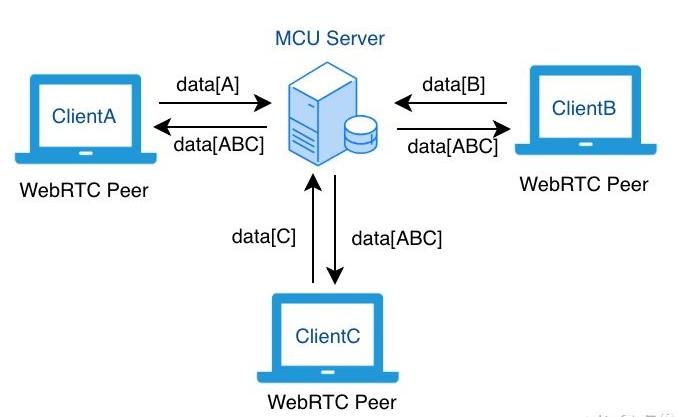 MCU Server
data[A]
data[B]
ClientA
ClientB
data[ABC]
data[ABC]
WebRTC Peer
WebRTC Peer
data[C]
data[ABC]
ClientC
WebRTC Peer